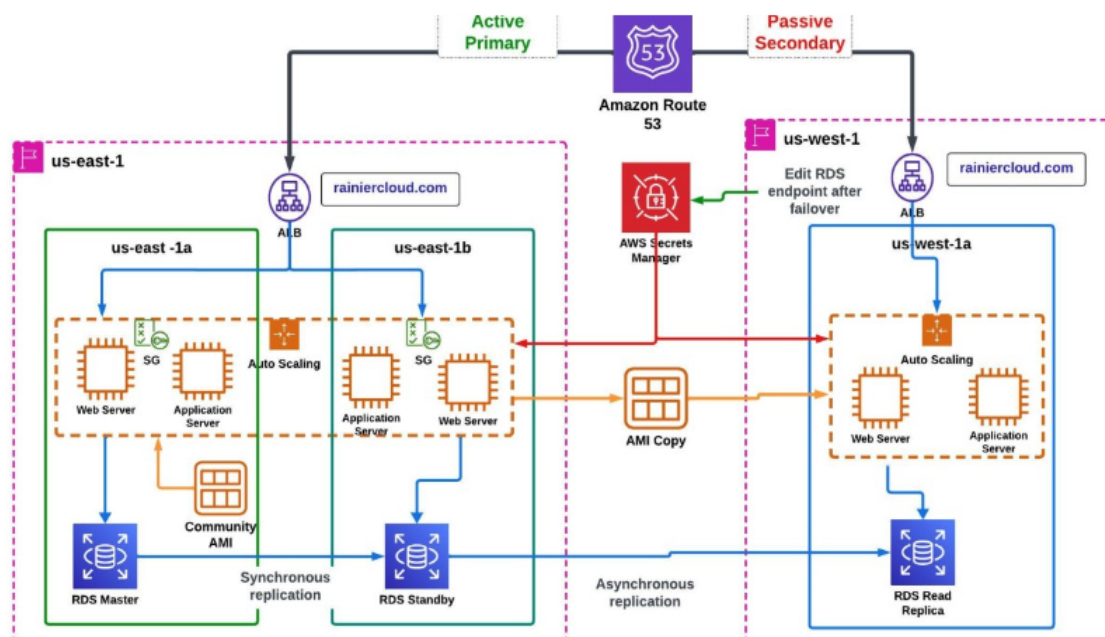 Active
Primary
Passive
Secondary
53
Amazon Route
53
us-east-1
us-west-1
rainiercloud.com
ALB
Edit RDS
endpoint after
failover
rainiercloud.com
ALB
AWS Secrets
Manager
us-east -1a
us-east-1b
us-west-1a
SG
Auto Scaling
SG
Auto Scaling
Web Server
Application
Server
Application
Server
Web Server
AMI Copy
Web Server
Application
Server
Community
AMI
RDS Master
Synchronous
replication
RDS Standby
Asynchronous
replication
RDS Read
Replica